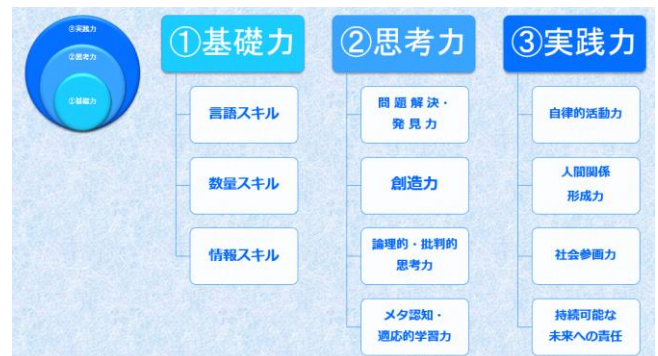 ③実践力
②思考力
①基礎力
①基礎力
言語スキル
数量スキル
情報スキル
②思考力
問題解決・
発見力
創造力
論理的・批判的
思考力
メタ認知・
適応的学習力
③実践力
自律的活動力
人間関係
形成力
社会参画力
持続可能な
未来への責任